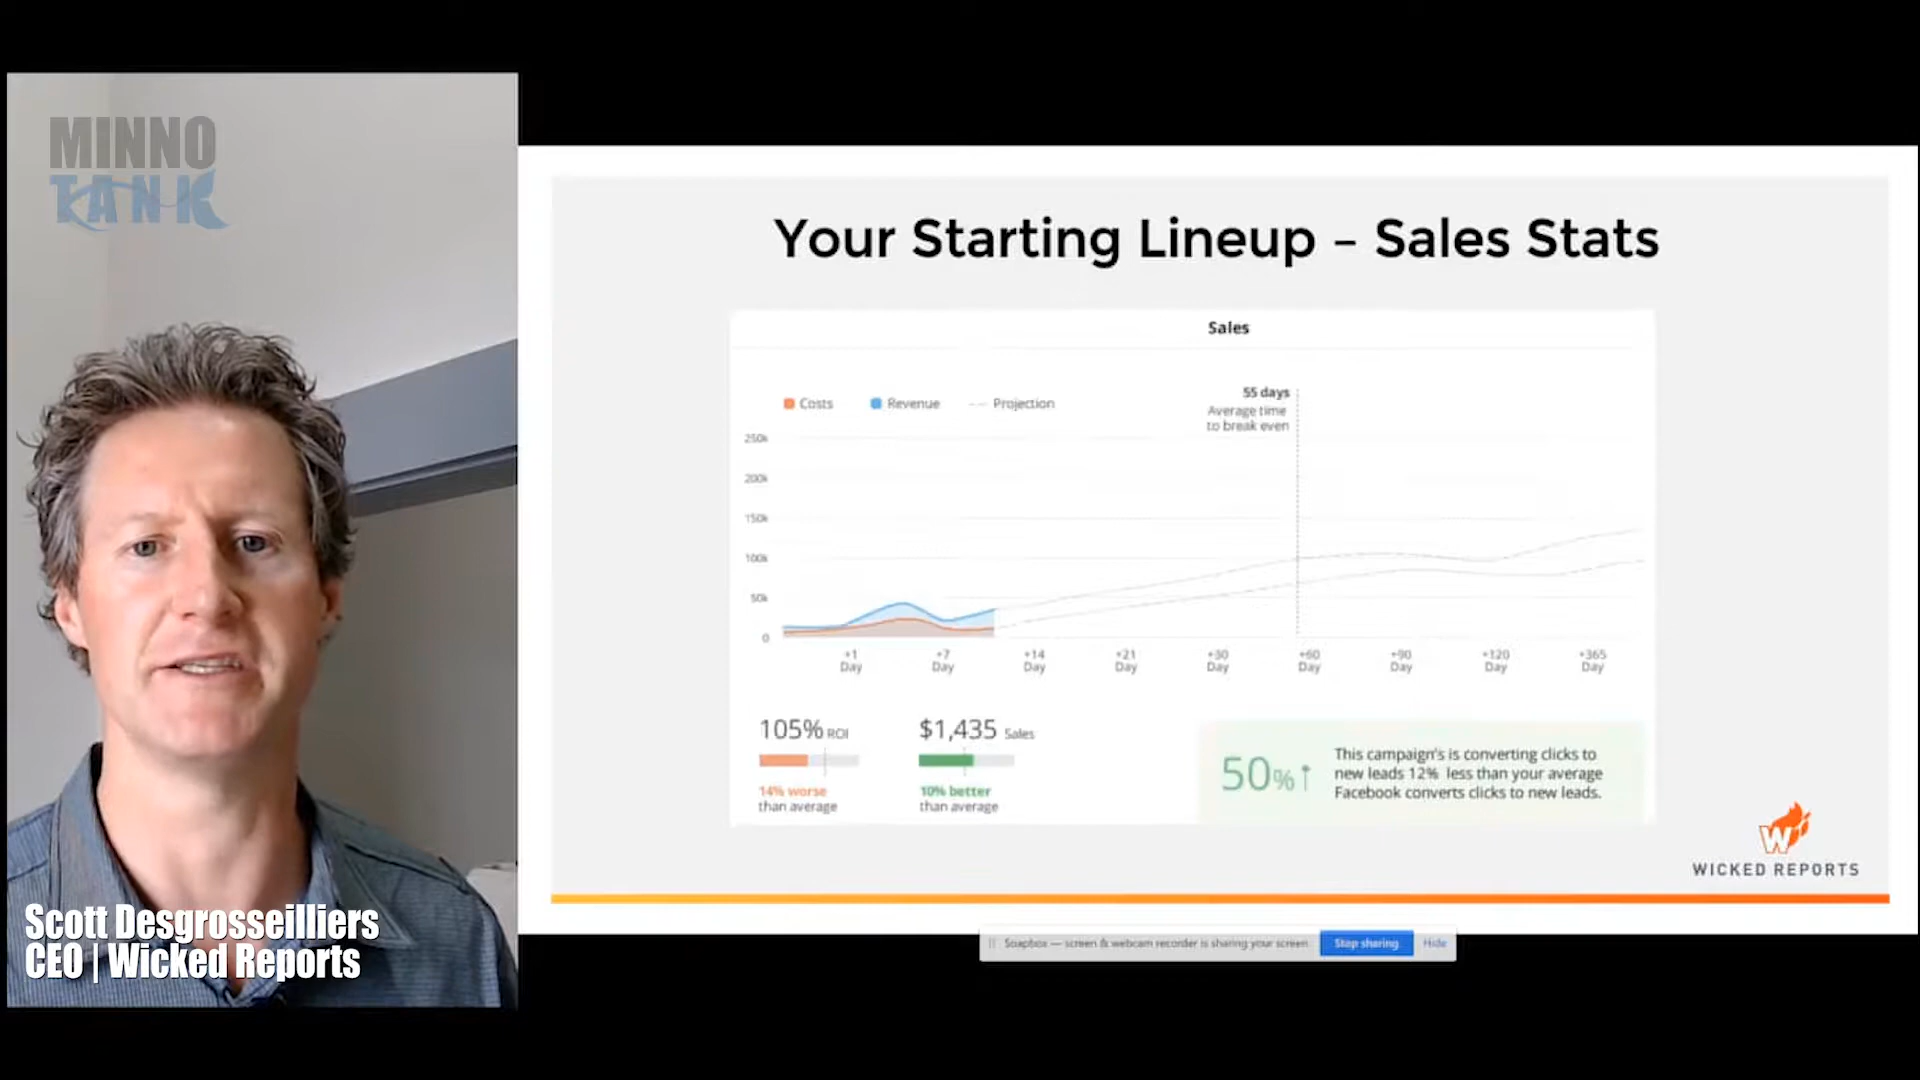 MINNO
TANK
Scott Desgrosseilliers
CEO | Wicked Reports
Your Starting Lineup – Sales Stats
Sales
Costs
Revenue
Projection
55 days
Average time
to break even
250k
200k
150k
100k
50k
0
+1 Day
+7 Day
+14 Day
+21 Day
+30 Day
+60 Day
+90 Day
+120 Day
+365 Day
105% ROI
14% worse
than average
$1,435 Sales
10% better
than average
50% ↑
This campaign's is converting clicks to
new leads 12% less than your average
Facebook converts clicks to new leads.
W
WICKED REPORTS
Soapbox — screen & webcam recorder is sharing your screen.
Stop sharing
Hide